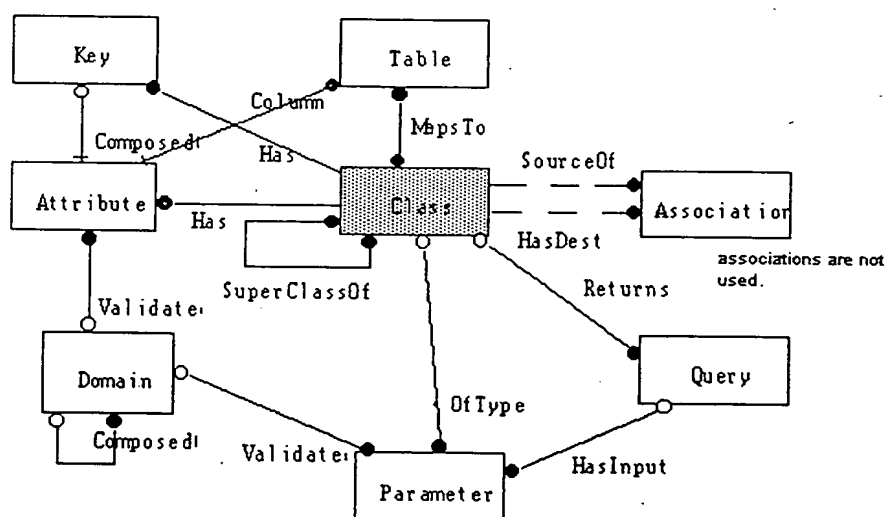 Key
Table
Column
MapsTo
Composed:
Has
SourceOf
Attribute
Class
Association
Has
HasDest
associations are not
used.
SuperClassOf
Returns
Validate:
Domain
Query
OfType
Composed:
Validate:
HasInput
Parameter